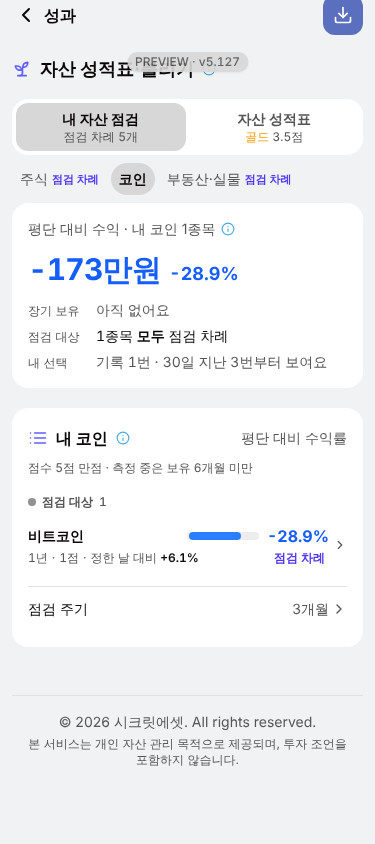 성과
자산 성적표
PREVIEW · v5.127
내 자산 점검
점검 차례 5개
자산 성적표
골드 3.5점
주식 점검 차례
코인
부동산·실물 점검 차례
평단 대비 수익 · 내 코인 1종목
-173만원 -28.9%
장기 보유 아직 없어요
점검 대상 1종목 모두 점검 차례
내 선택 기록 1번 · 30일 지난 3번부터 보여요
내 코인
평단 대비 수익률
점수 5점 만점 · 측정 중은 보유 6개월 미만
점검 대상 1
비트코인
-28.9%
1년 · 1점 · 정한 날 대비 +6.1%
점검 차례
점검 주기
3개월
© 2026 시크릿에셋. All rights reserved.
본 서비스는 개인 자산 관리 목적으로 제공되며, 투자 조언을
포함하지 않습니다.